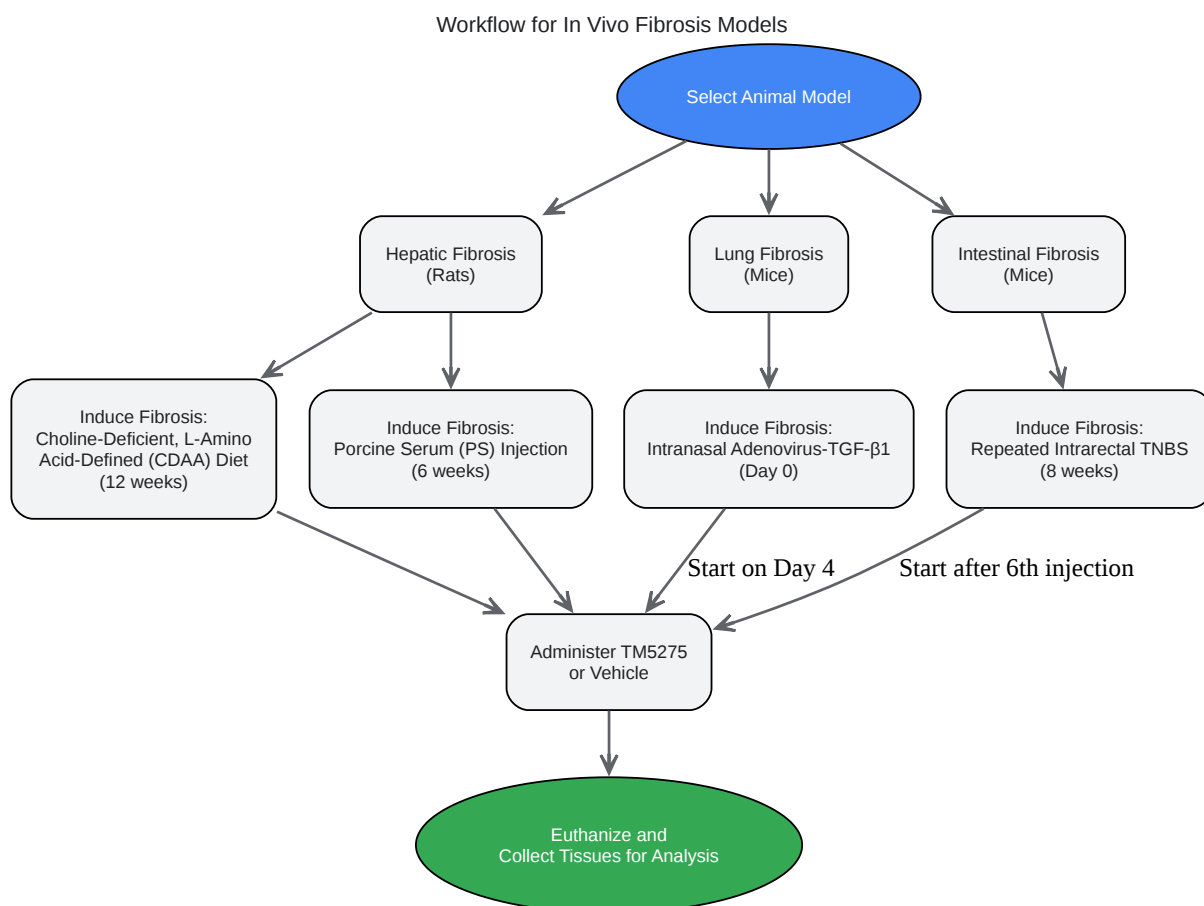 Workflow for In Vivo Fibrosis Models
Select Animal Model
Hepatic Fibrosis
(Rats)
Lung Fibrosis
(Mice)
Intestinal Fibrosis
(Mice)
Induce Fibrosis:
Choline-Deficient, L-Amino
Acid-Defined (CDAA) Diet
(12 weeks)
Induce Fibrosis:
Porcine Serum (PS) Injection
(6 weeks)
Induce Fibrosis:
Intranasal Adenovirus-TGF-β1
(Day 0)
Induce Fibrosis:
Repeated Intrarectal TNBS
(8 weeks)
Start on Day 4
Start after 6th injection
Administer TM5275
or Vehicle
Euthanize and
Collect Tissues for Analysis